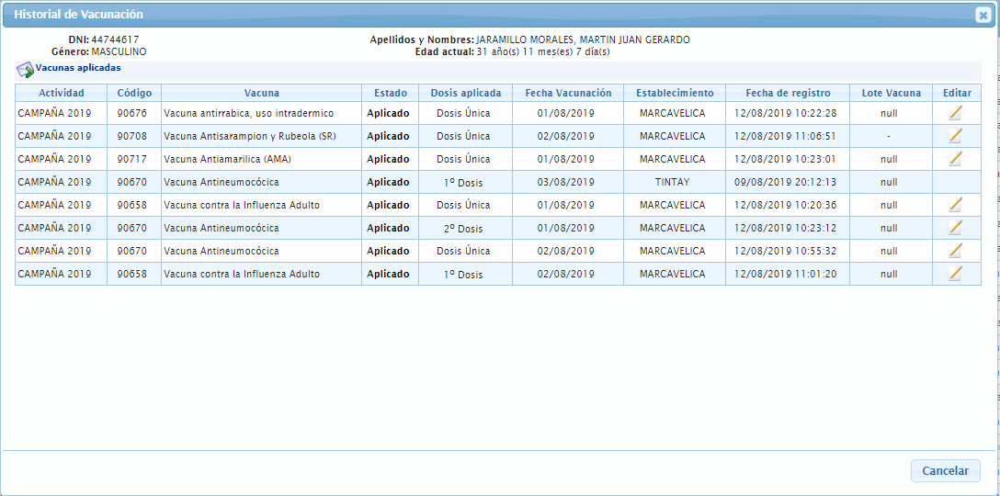 Historial de Vacunación
DNI: 44744617 Apellidos y Nombres: JARAMILLO MORALES, MARTIN JUAN GERARDO
Género: MASCULINO Edad actual: 31 año(s) 11 mes(es) 7 día(s)
Vacunas aplicadas
Actividad Código Vacuna Estado Dosis aplicada Fecha Vacunación Establecimiento Fecha de registro Lote Vacuna Editar
CAMPAÑA 2019 90676 Vacuna antirrabica, uso intradermico Aplicado Dosis Única 01/08/2019 MARCAVELICA 12/08/2019 10:22:28 null
CAMPAÑA 2019 90708 Vacuna Antisarampion y Rubeola (SR) Aplicado Dosis Única 02/08/2019 MARCAVELICA 12/08/2019 11:06:51 -
CAMPAÑA 2019 90717 Vacuna Antiamarilica (AMA) Aplicado Dosis Única 01/08/2019 MARCAVELICA 12/08/2019 10:23:01 null
CAMPAÑA 2019 90670 Vacuna Antineumocócica Aplicado 1º Dosis 03/08/2019 TINTAY 09/08/2019 20:12:13 null
CAMPAÑA 2019 90658 Vacuna contra la Influenza Adulto Aplicado Dosis Única 01/08/2019 MARCAVELICA 12/08/2019 10:20:36 null
CAMPAÑA 2019 90670 Vacuna Antineumocócica Aplicado 2º Dosis 01/08/2019 MARCAVELICA 12/08/2019 10:23:12 null
CAMPAÑA 2019 90670 Vacuna Antineumocócica Aplicado Dosis Única 02/08/2019 MARCAVELICA 12/08/2019 10:55:32 null
CAMPAÑA 2019 90658 Vacuna contra la Influenza Adulto Aplicado 1º Dosis 02/08/2019 MARCAVELICA 12/08/2019 11:01:20 null
Cancelar